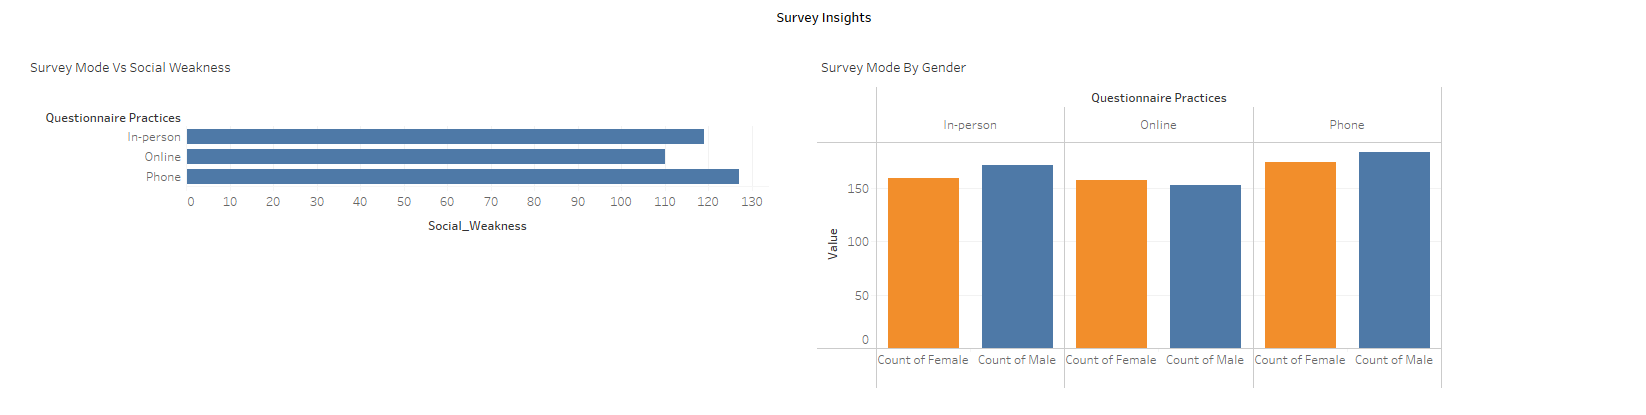 Survey Insights
Survey Mode Vs Social Weakness
Questionnaire Practices
In-person
Online
Phone
0 10 20 30 40 50 60 70 80 90 100 110 120 130
Social_Weakness
Survey Mode By Gender
Questionnaire Practices
In-person Online Phone
150
100
50
0
Value
Count of Female Count of Male Count of Female Count of Male Count of Female Count of Male